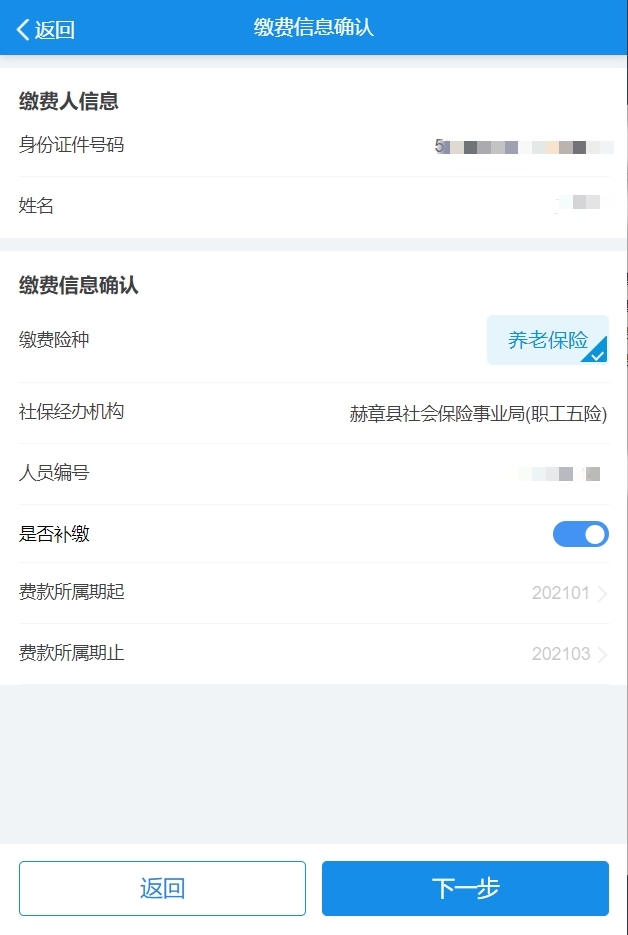 返回
缴费信息确认
缴费人信息
身份证件号码 5
姓名
缴费信息确认
缴费险种 养老保险
社保经办机构 赫章县社会保险事业局(职工五险)
人员编号
是否补缴
费款所属期起 202101
费款所属期止 202103
返回 下一步